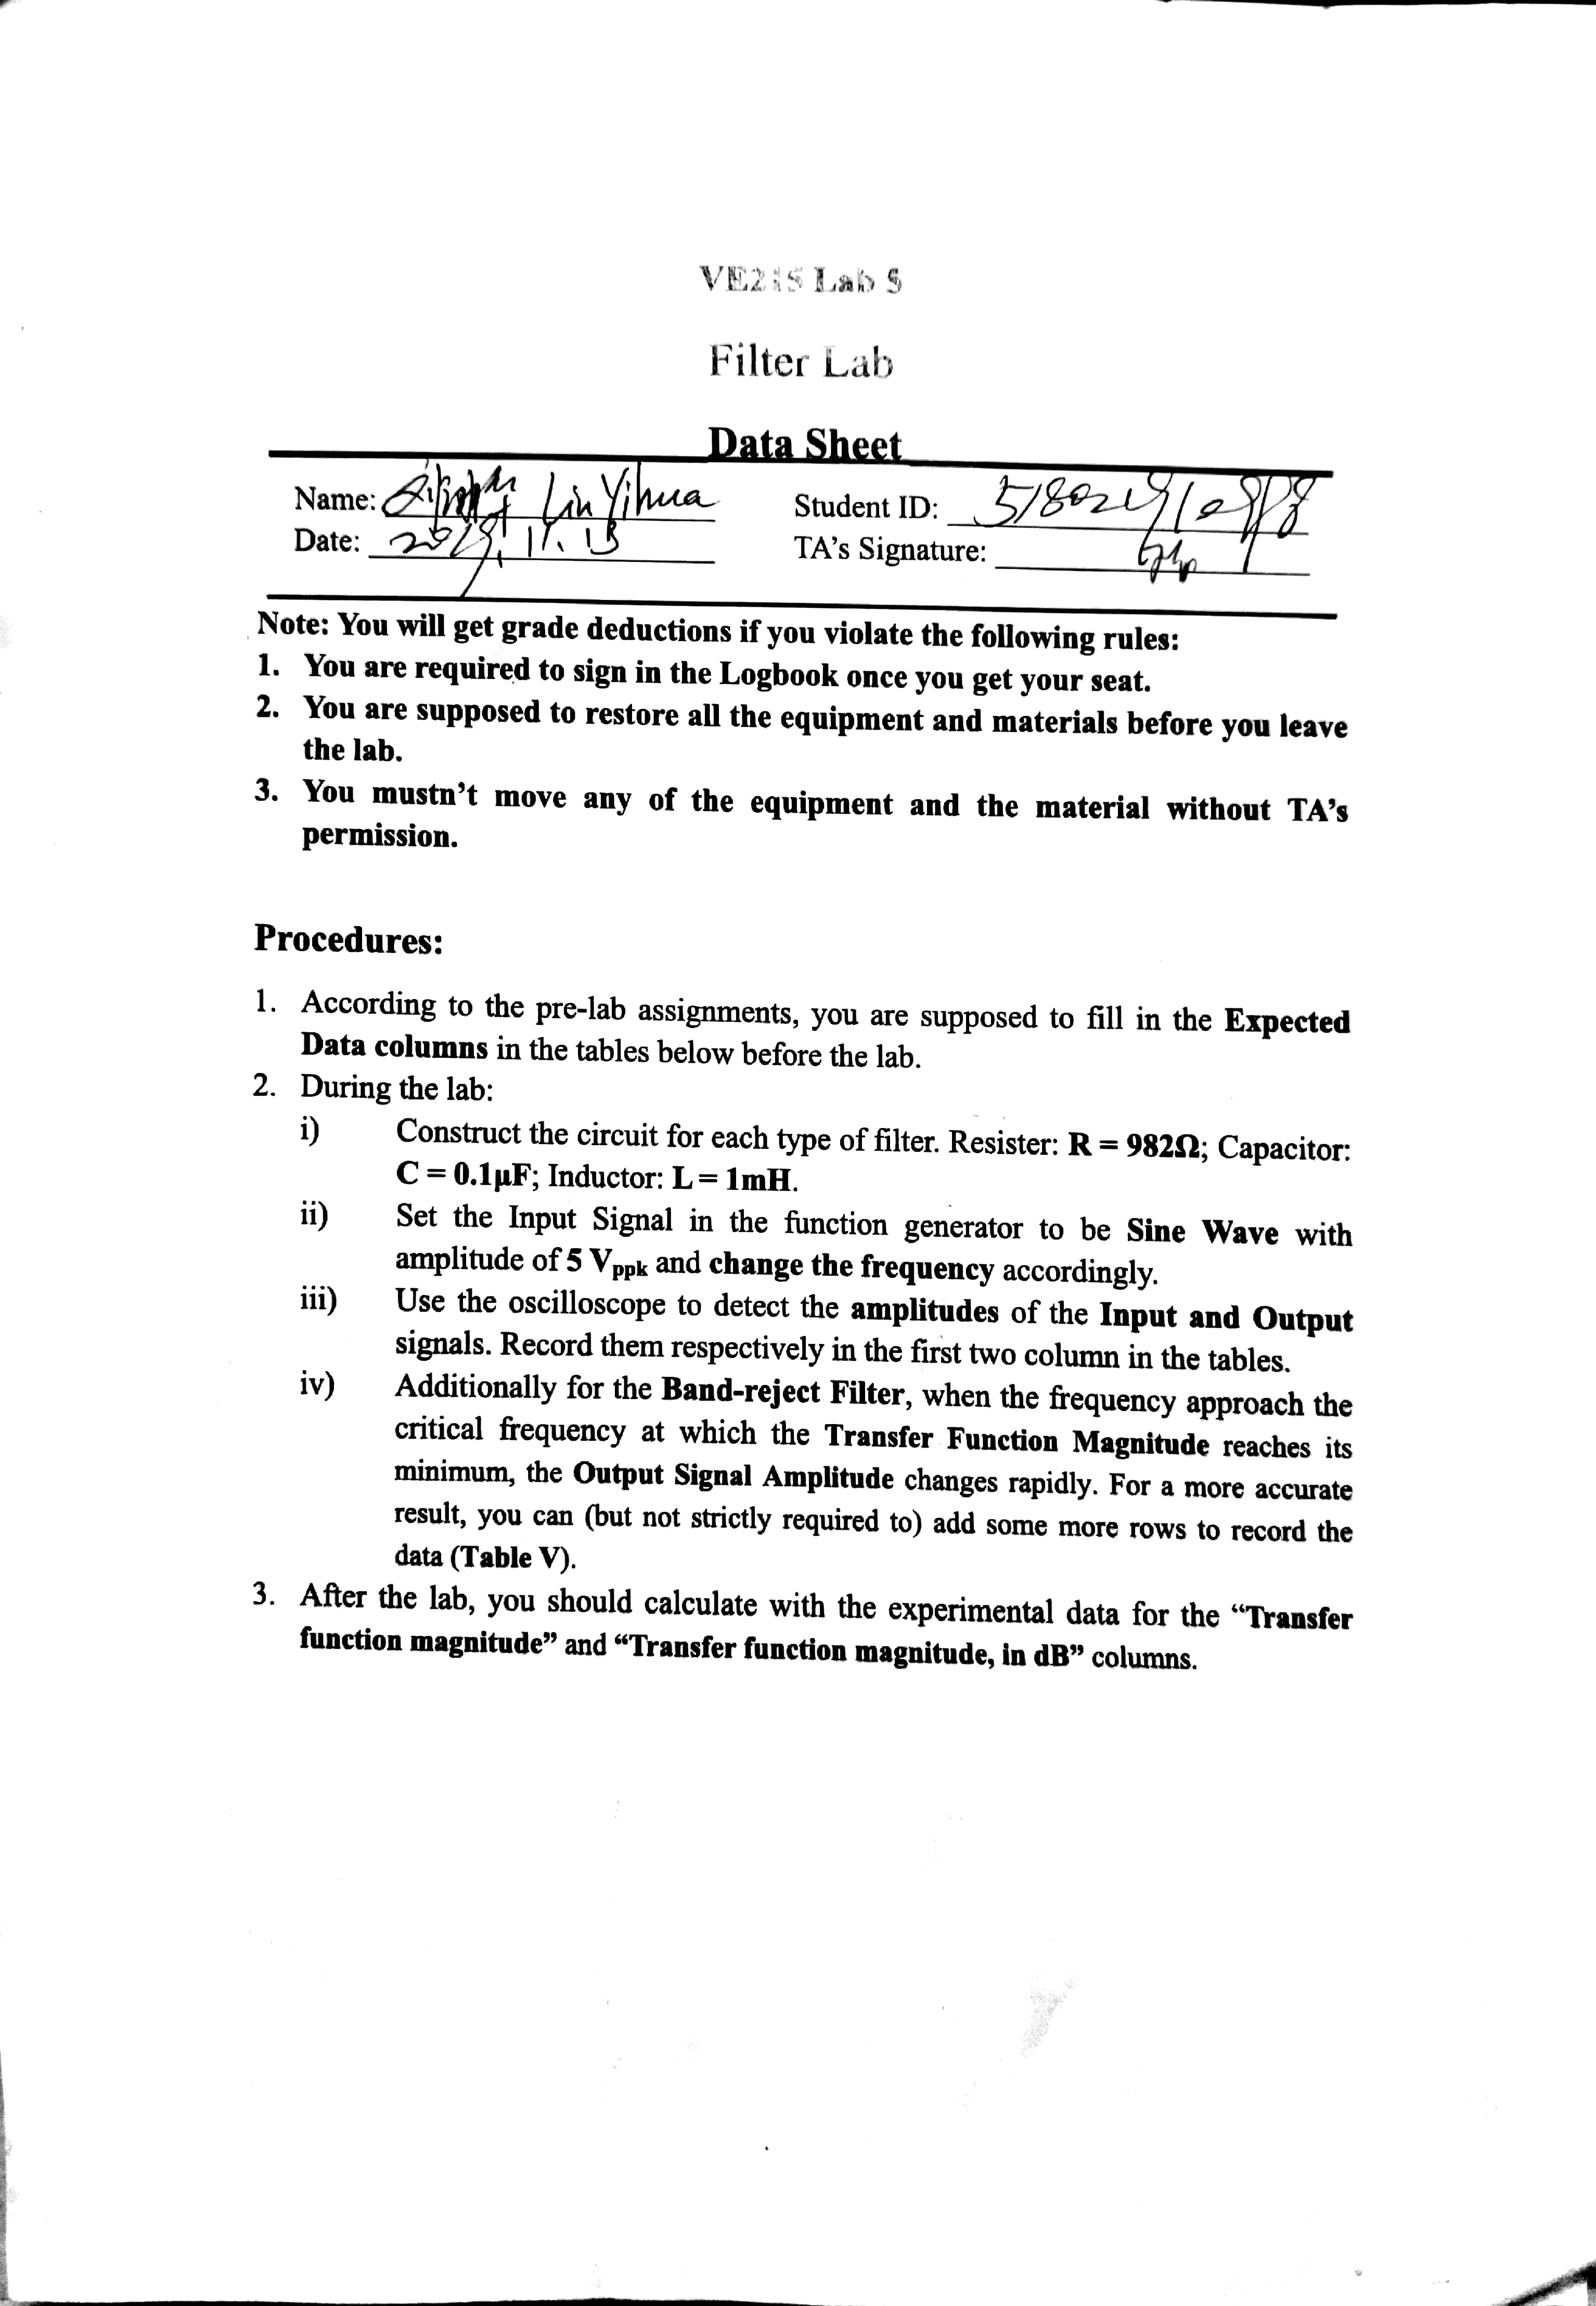 VE215 Lab 5
Filter Lab
Data Sheet
Name: Lin Yihua Student ID:
Date: 2019. 11. 13 TA's Signature:
Note: You will get grade deductions if you violate the following rules:
1. You are required to sign in the Logbook once you get your seat.
2. You are supposed to restore all the equipment and materials before you leave
the lab.
3. You mustn't move any of the equipment and the material without TA's
permission.
Procedures:
1. According to the pre-lab assignments, you are supposed to fill in the Expected
Data columns in the tables below before the lab.
2. During the lab:
i) Construct the circuit for each type of filter. Resister: R = 982Ω; Capacitor:
C = 0.1μF; Inductor: L = 1mH.
ii) Set the Input Signal in the function generator to be Sine Wave with
amplitude of 5 Vppk and change the frequency accordingly.
iii) Use the oscilloscope to detect the amplitudes of the Input and Output
signals. Record them respectively in the first two column in the tables.
iv) Additionally for the Band-reject Filter, when the frequency approach the
critical frequency at which the Transfer Function Magnitude reaches its
minimum, the Output Signal Amplitude changes rapidly. For a more accurate
result, you can (but not strictly required to) add some more rows to record the
data (Table V).
3. After the lab, you should calculate with the experimental data for the “Transfer
function magnitude” and “Transfer function magnitude, in dB” columns.